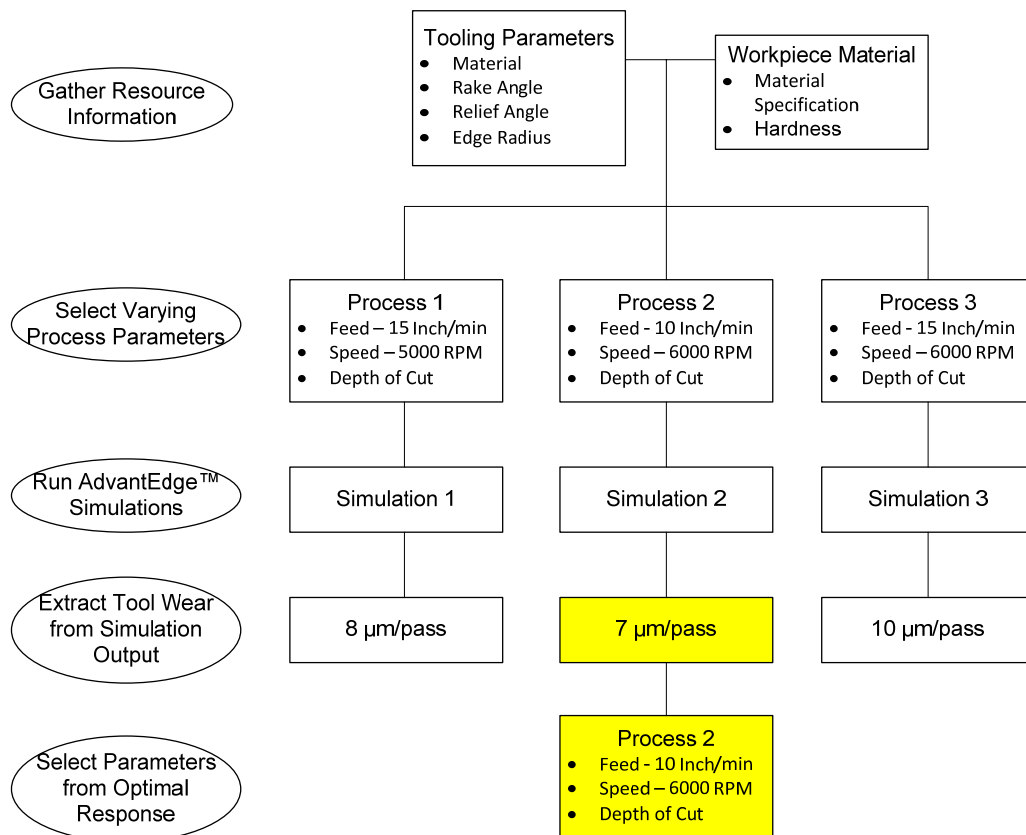 Gather Resource
Information
Tooling Parameters
• Material
• Rake Angle
• Relief Angle
• Edge Radius
Workpiece Material
• Material
Specification
• Hardness
Select Varying
Process Parameters
Process 1
• Feed – 15 Inch/min
• Speed – 5000 RPM
• Depth of Cut
Process 2
• Feed - 10 Inch/min
• Speed – 6000 RPM
• Depth of Cut
Process 3
• Feed - 15 Inch/min
• Speed – 6000 RPM
• Depth of Cut
Run AdvantEdge™
Simulations
Simulation 1
Simulation 2
Simulation 3
Extract Tool Wear
from Simulation
Output
8 µm/pass
7 µm/pass
10 µm/pass
Select Parameters
from Optimal
Response
Process 2
• Feed - 10 Inch/min
• Speed – 6000 RPM
• Depth of Cut